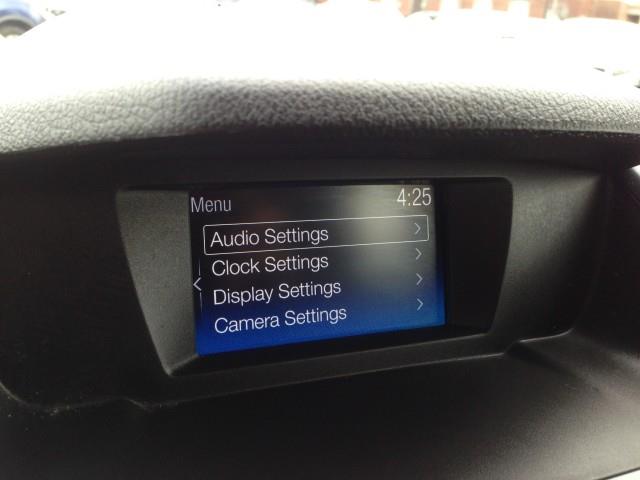 Menu 4:25
Audio Settings
Clock Settings
Display Settings
Camera Settings